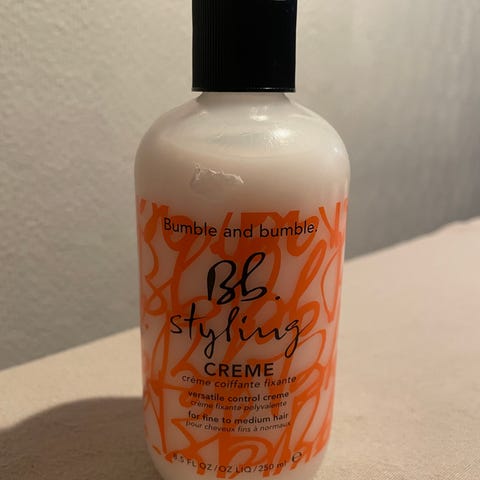 Bumble and bumble.
Bb.
styling
CREME
crème coiffante fixante
versatile control creme
crème fixante polyvalente
for fine to medium hair
pour cheveux fins à normaux
8.5 FL OZ/OZ LIQ/250 ml e